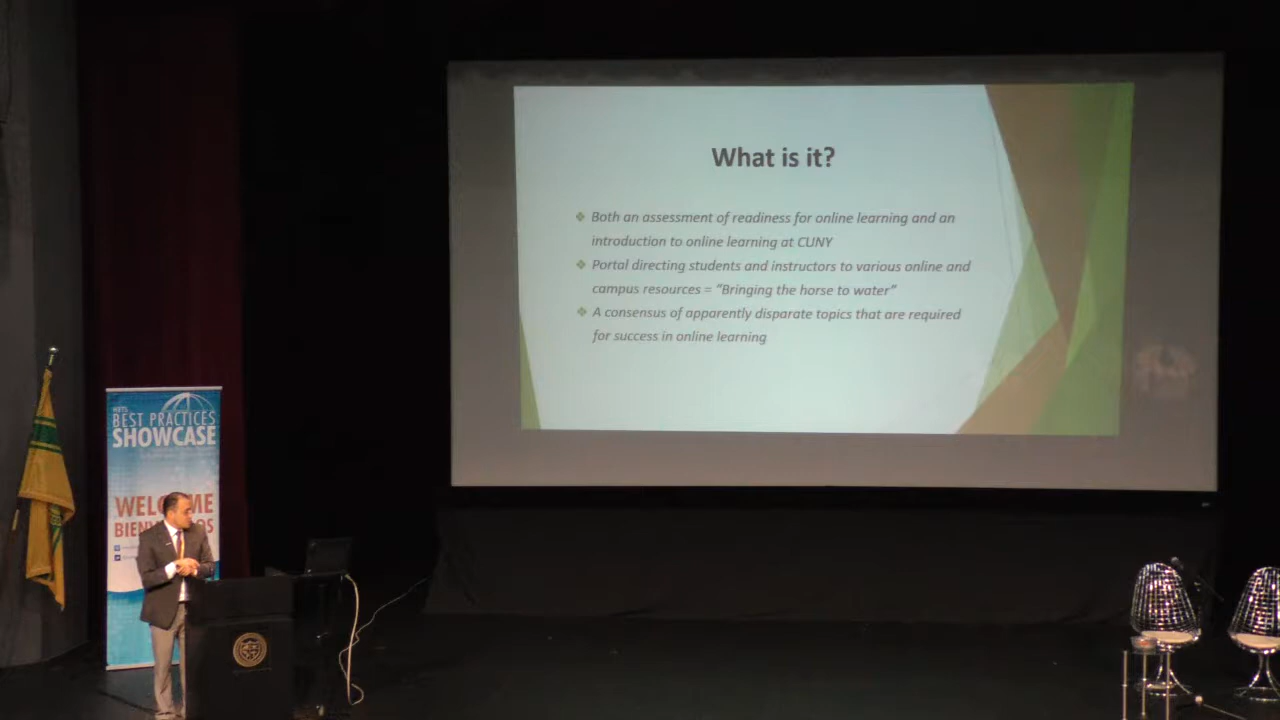 What is it?
Both an assessment of readiness for online learning and an
introduction to online learning at CUNY
Portal directing students and instructors to various online and
campus resources = “Bringing the horse to water”
A consensus of apparently disparate topics that are required
for success in online learning
BEST PRACTICES
SHOWCASE